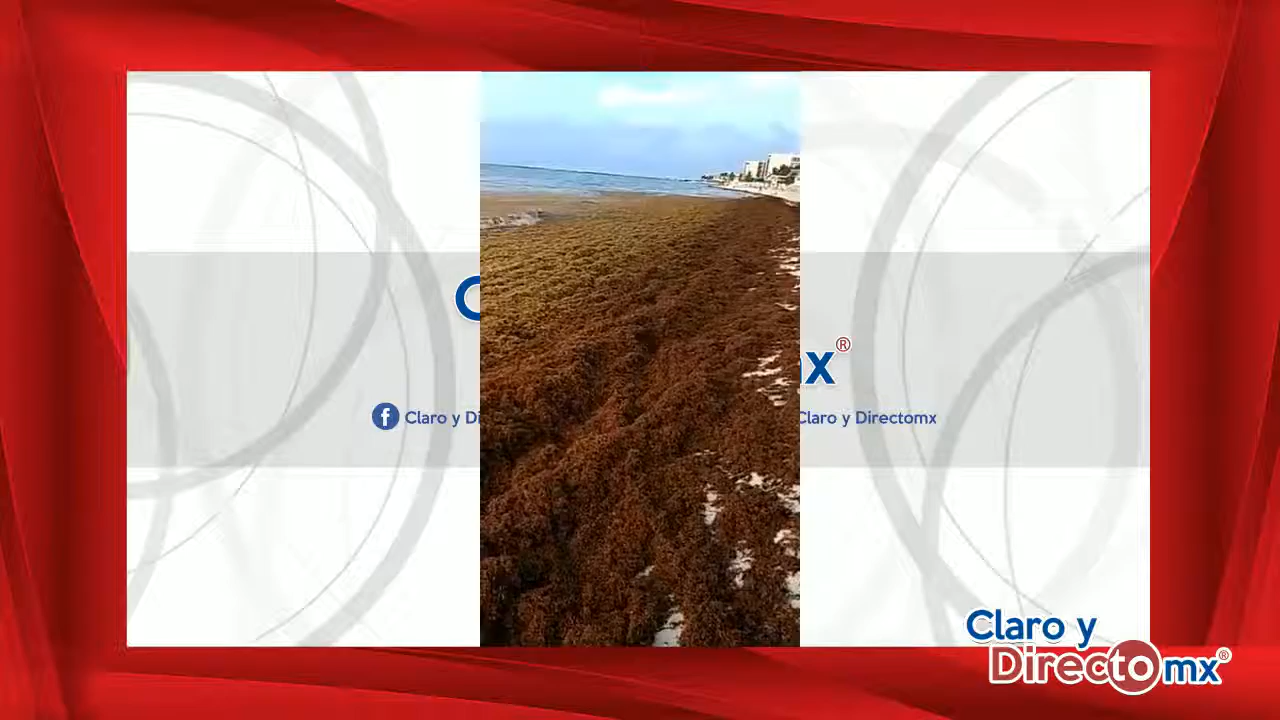 C
x®
Claro y Di
Claro y Directomx
Claro y
Directomx®